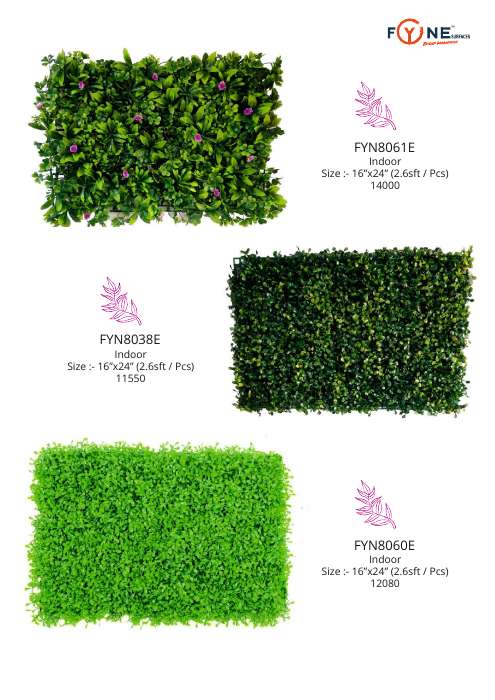 FYNE
SURFACES
FYN8061E
Indoor
Size :- 16”x24” (2.6sft / Pcs)
14000
FYN8038E
Indoor
Size :- 16”x24” (2.6sft / Pcs)
11550
FYN8060E
Indoor
Size :- 16”x24” (2.6sft / Pcs)
12080